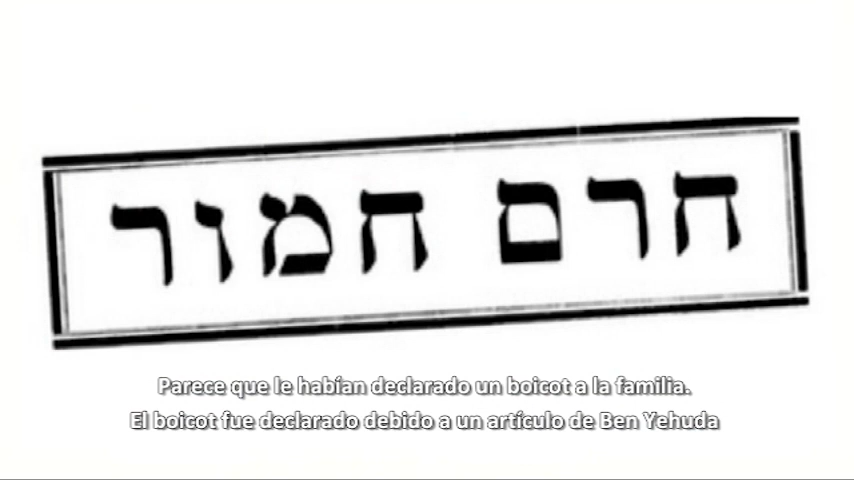 חרם חמור
Parece que le habían declarado un boicot a la familia.
El boicot fue declarado debido a un artículo de Ben Yehuda